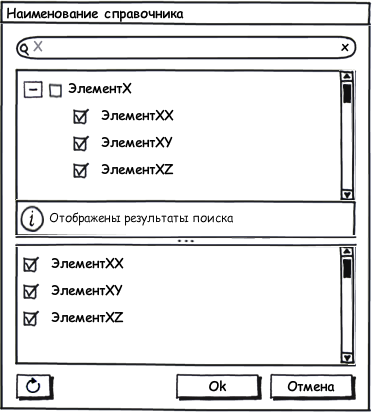 Наименование справочника
X
x
ЭлементX
ЭлементXX
ЭлементXY
ЭлементXZ
i Отображены результаты поиска
ЭлементXX
ЭлементXY
ЭлементXZ
Ok Отмена